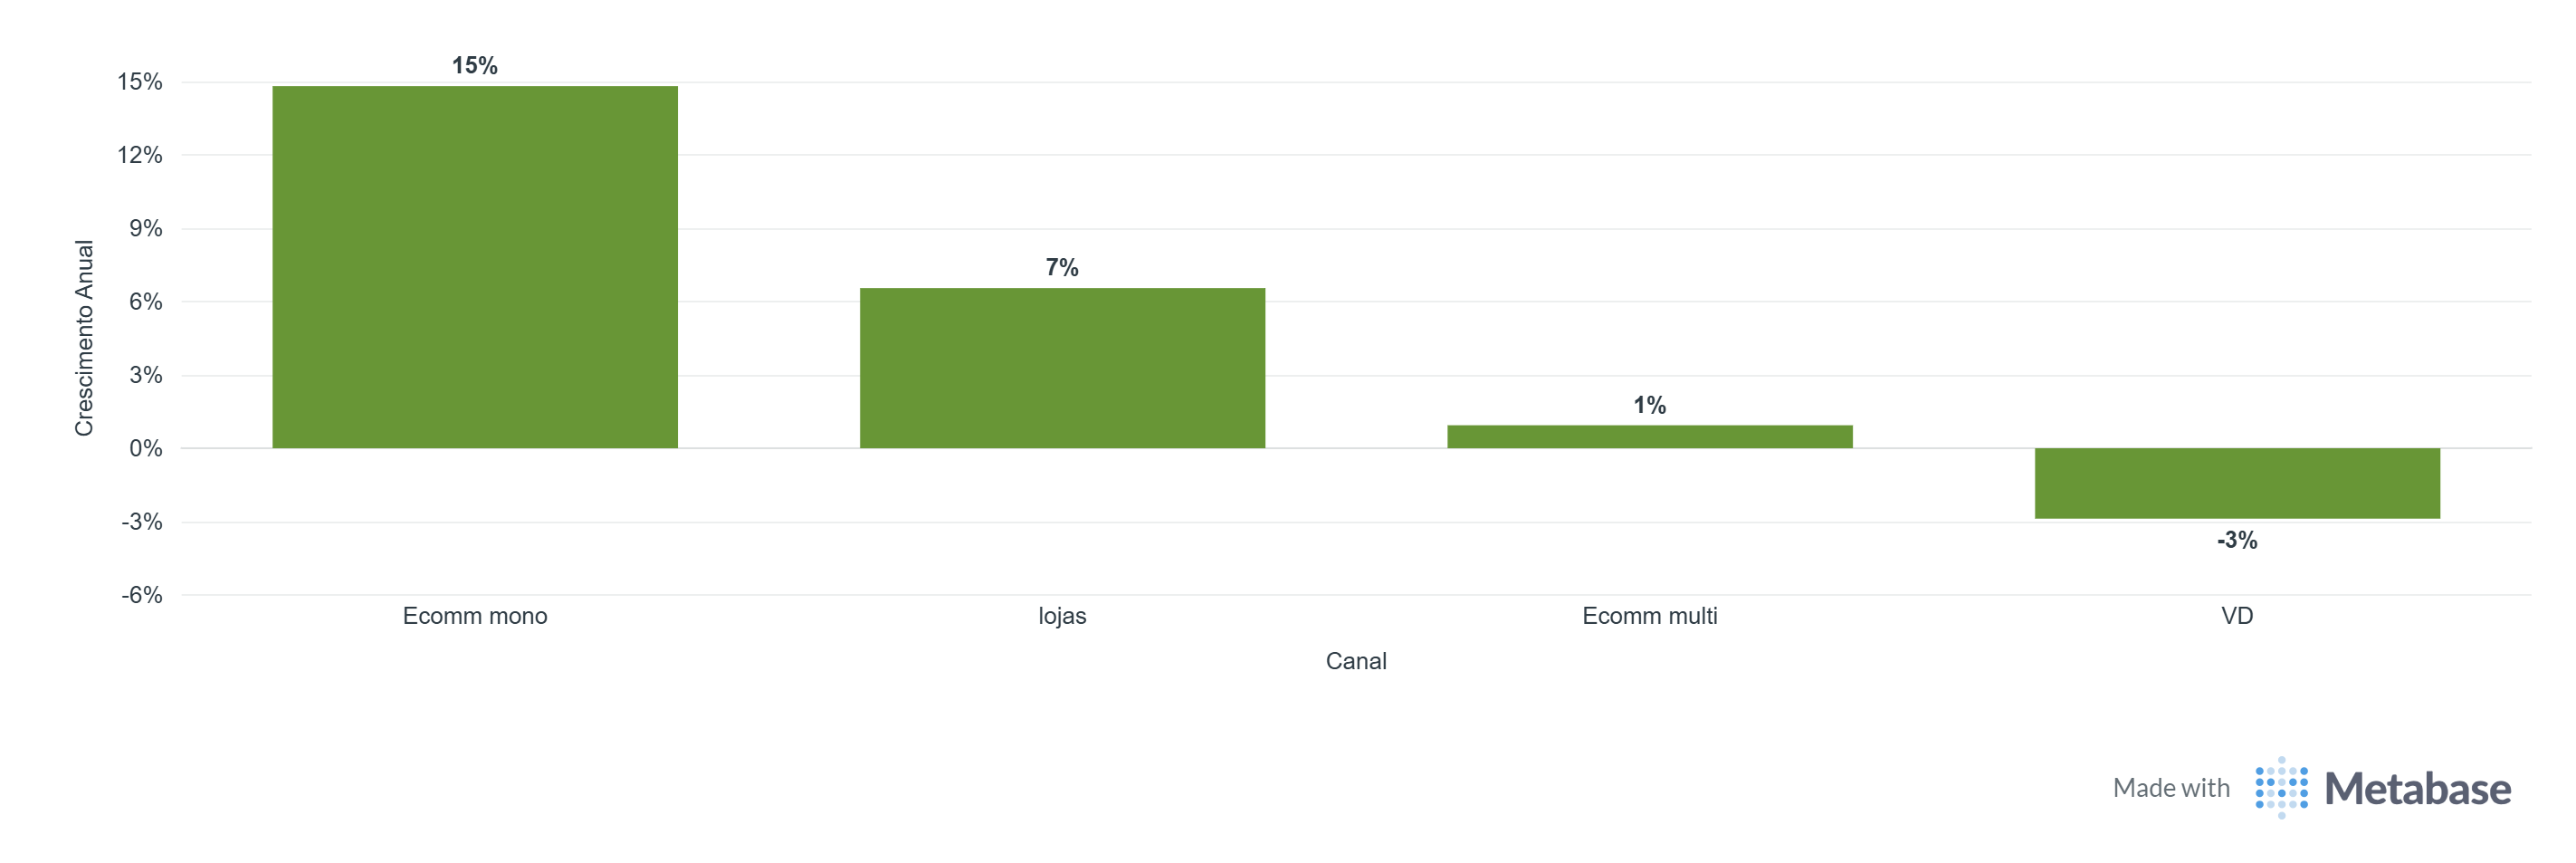 15%
15%
12%
9%
7%
6%
3%
1%
0%
-3%
-3%
-6%
Crescimento Anual
Ecomm mono
lojas
Ecomm multi
VD
Canal
Made with Metabase